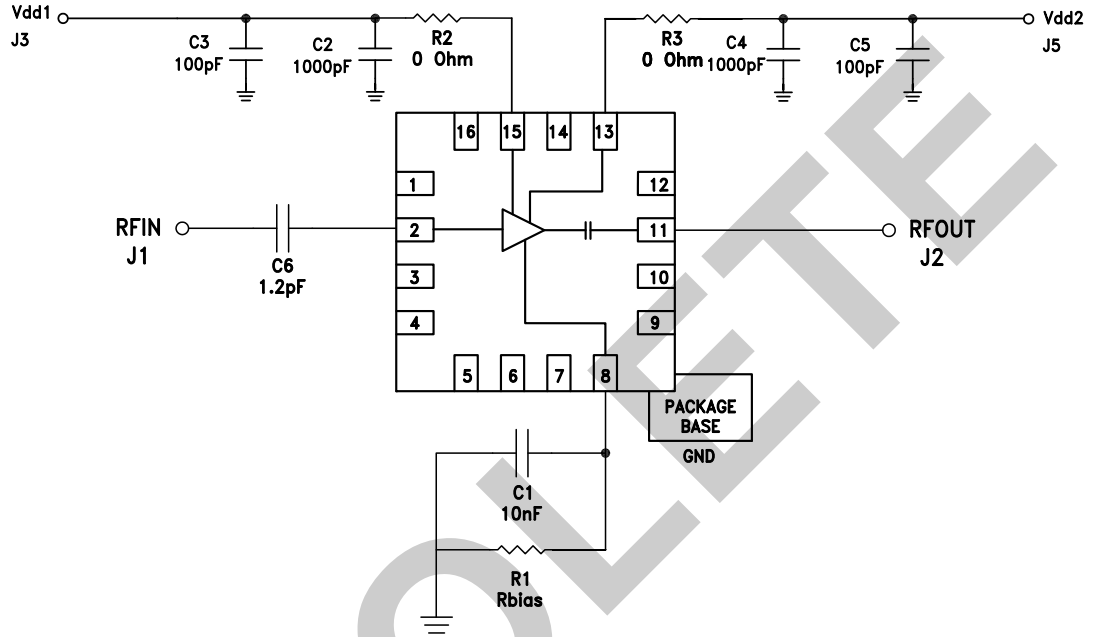 Vdd1
J3
C3
100pF
C2
1000pF
R2
0 Ohm
R3
0 Ohm
C4
1000pF
C5
100pF
Vdd2
J5
16
15
14
13
1
2
3
4
12
11
10
9
5
6
7
8
RFIN
J1
C6
1.2pF
RFOUT
J2
PACKAGE
BASE
GND
C1
10nF
R1
Rbias
OLETE